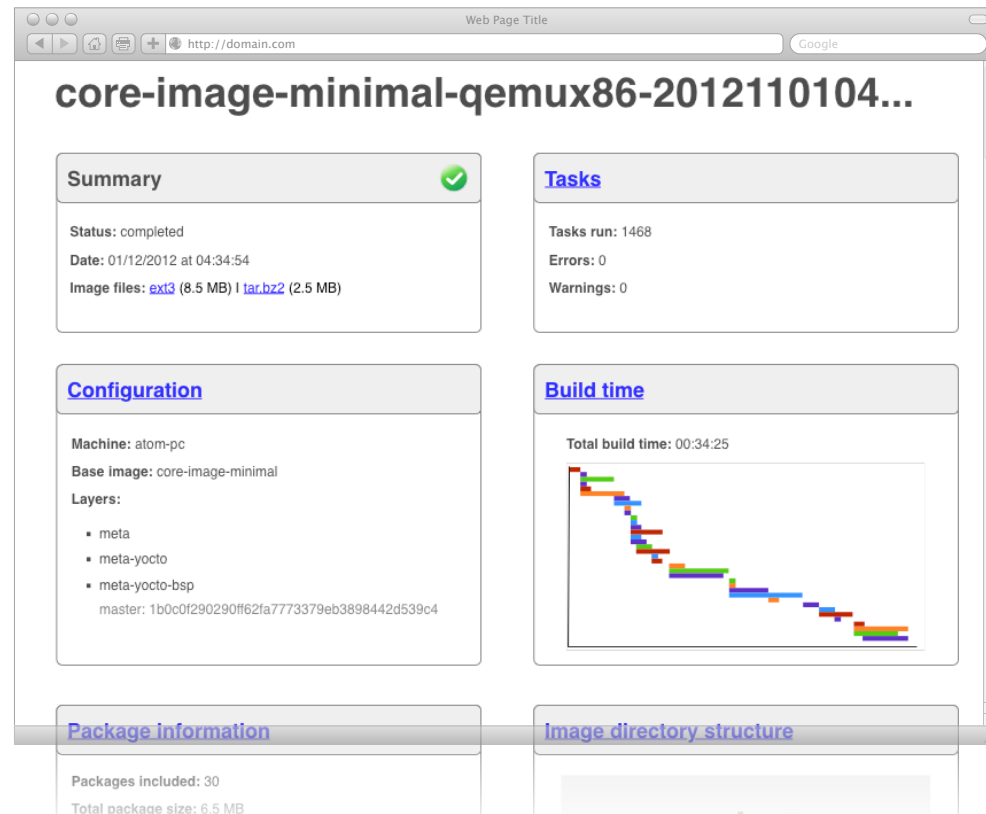 Web Page Title
http://domain.com
Google
core-image-minimal-qemux86-2012110104...
Summary
Status: completed
Date: 01/12/2012 at 04:34:54
Image files: ext3 (8.5 MB) | tar.bz2 (2.5 MB)
Tasks
Tasks run: 1468
Errors: 0
Warnings: 0
Configuration
Machine: atom-pc
Base image: core-image-minimal
Layers:
▪ meta
▪ meta-yocto
▪ meta-yocto-bsp
master: 1b0c0f290290ff62fa7773379eb3898442d539c4
Build time
Total build time: 00:34:25
Package information
Packages included: 30
Total package size: 6.5 MB
Image directory structure